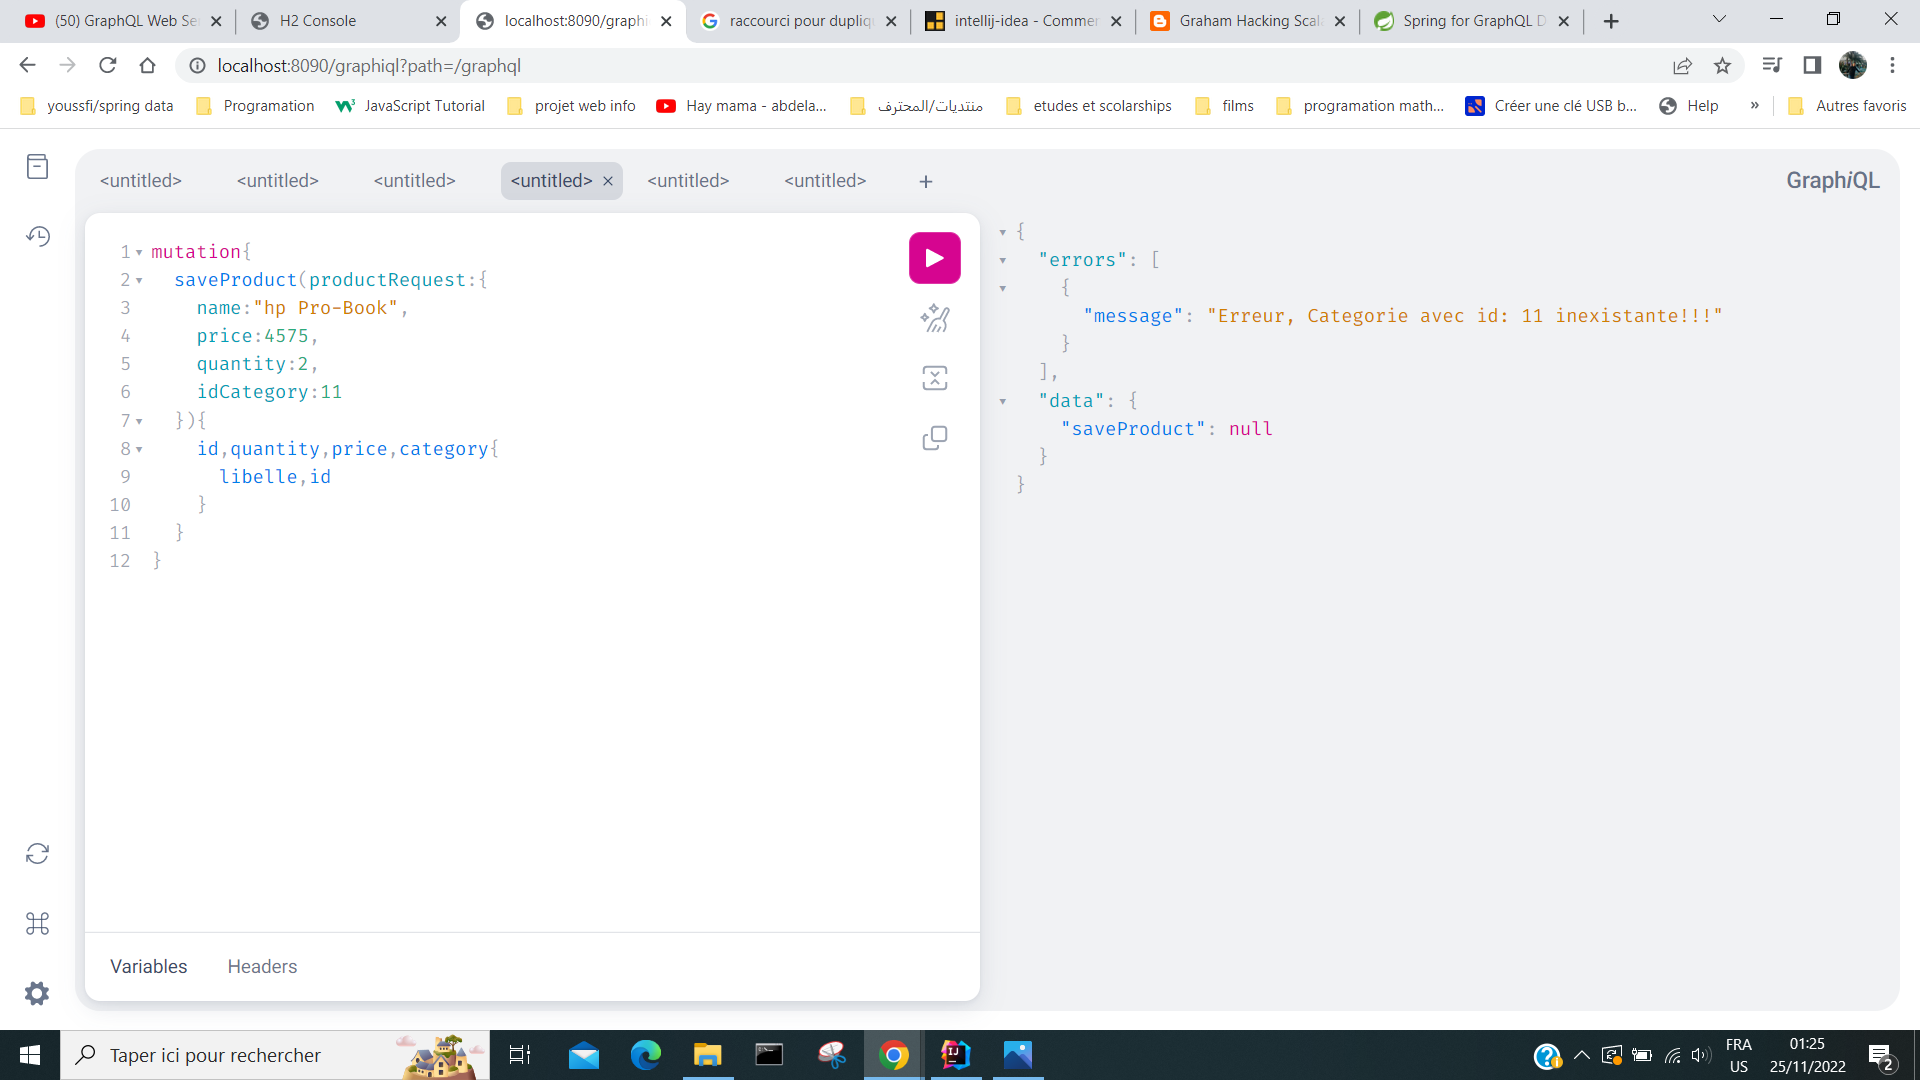 (50) GraphQL Web Se
H2 Console
localhost:8090/graphi
raccourci pour dupliq
intellij-idea - Commer
Graham Hacking Scal
Spring for GraphQL D
localhost:8090/graphiql?path=/graphql
youssfi/spring data
Programation
JavaScript Tutorial
projet web info
Hay mama - abdela...
منتديات/المحترف
etudes et scolarships
films
programation math...
Créer une clé USB b...
Help
»
Autres favoris
<untitled>
<untitled>
<untitled>
<untitled>
<untitled>
<untitled>
GraphiQL
1 mutation{
2 saveProduct(productRequest:{
3 name:"hp Pro-Book",
4 price:4575,
5 quantity:2,
6 idCategory:11
7 }){
8 id,quantity,price,category{
9 libelle,id
10 }
11 }
12 }
{
"errors": [
{
"message": "Erreur, Categorie avec id: 11 inexistante!!!"
}
],
"data": {
"saveProduct": null
}
}
Variables
Headers
Taper ici pour rechercher
FRA
US
01:25
25/11/2022
2